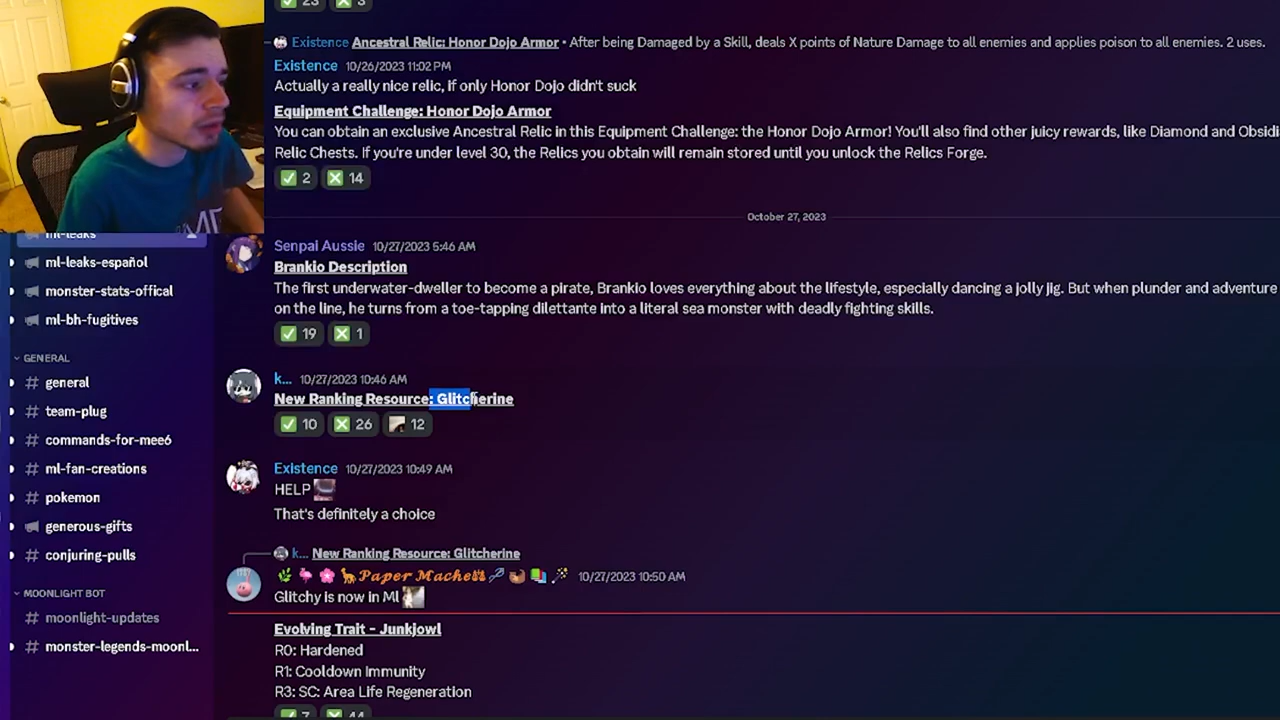 23 3
Existence Ancestral Relic: Honor Dojo Armor • After being Damaged by a Skill, deals X points of Nature Damage to all enemies and applies poison to all enemies. 2 uses.
Existence 10/26/2023 11:02 PM
Actually a really nice relic, if only Honor Dojo didn't suck
Equipment Challenge: Honor Dojo Armor
You can obtain an exclusive Ancestral Relic in this Equipment Challenge: the Honor Dojo Armor! You'll also find other juicy rewards, like Diamond and Obsidi
Relic Chests. If you're under level 30, the Relics you obtain will remain stored until you unlock the Relics Forge.
2 14
October 27, 2023
ml-leaks
ml-leaks-español
monster-stats-offical
ml-bh-fugitives
GENERAL
# general
# team-plug
# commands-for-mee6
# ml-fan-creations
# pokemon
generous-gifts
# conjuring-pulls
MOONLIGHT BOT
# moonlight-updates
# monster-legends-moonl...
Senpai Aussie 10/27/2023 5:46 AM
Brankio Description
The first underwater-dweller to become a pirate, Brankio loves everything about the lifestyle, especially dancing a jolly jig. But when plunder and adventure
on the line, he turns from a toe-tapping dilettante into a literal sea monster with deadly fighting skills.
19 1
k... 10/27/2023 10:46 AM
New Ranking Resource: Glitcherine
10 26 12
Existence 10/27/2023 10:49 AM
HELP
That's definitely a choice
k... New Ranking Resource: Glitcherine
🌿🦩🌸🐆𝓟𝓪𝓹𝓮𝓻 𝓜𝓪𝓬𝓱𝓮 10/27/2023 10:50 AM
Glitchy is now in Ml
Evolving Trait - Junkjowl
R0: Hardened
R1: Cooldown Immunity
R3: SC: Area Life Regeneration
7 44